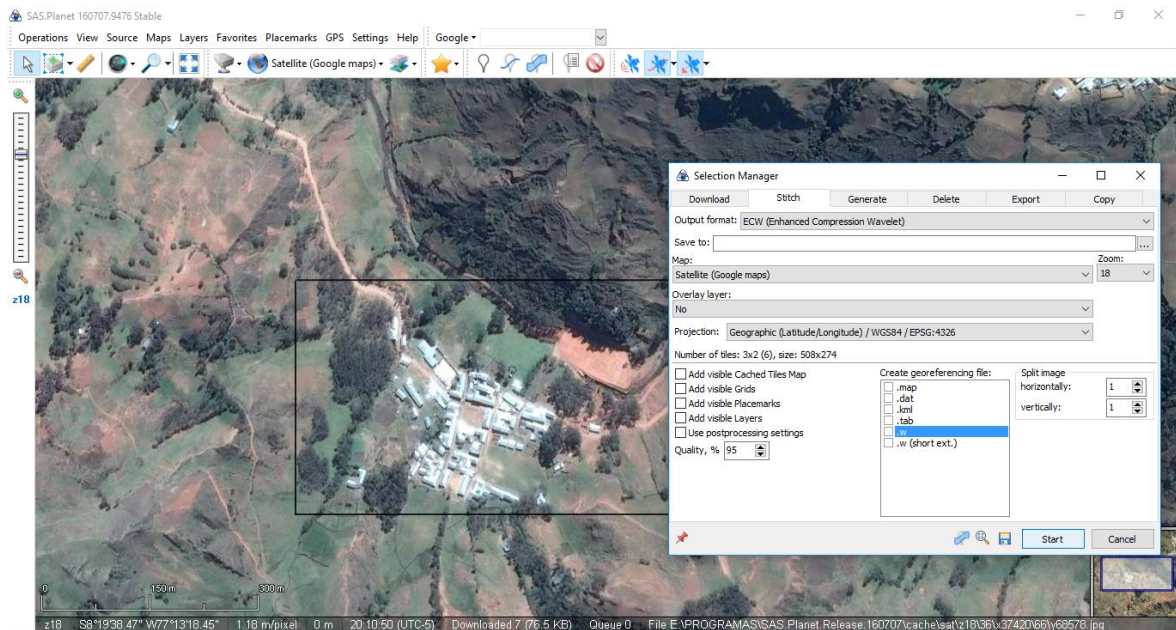 SAS.Planet 160707.9476 Stable
Operations View Source Maps Layers Favorites Placemarks GPS Settings Help Google
Satellite (Google maps)
z18
Selection Manager
Download Stitch Generate Delete Export Copy
Output format: ECW (Enhanced Compression Wavelet)
Save to: ...
Map: Zoom:
Satellite (Google maps) 18
Overlay layer:
No
Projection: Geographic (Latitude/Longitude) / WGS84 / EPSG:4326
Number of tiles: 3x2 (6), size: 508x274
Add visible Cached Tiles Map
Add visible Grids
Add visible Placemarks
Add visible Layers
Use postprocessing settings
Quality, % 95
Create georeferencing file:
.map
.dat
.kml
.tab
.w
.w (short ext.)
Split image
horizontally: 1
vertically: 1
Start Cancel
0 150 m 300 m
z18 S8°19'38.47" W77°13'18.45" 1.18 m/pixel 0 m 20:10:50 (UTC-5) Downloaded 7 (76.5 KB) Queue 0 File E:\PROGRAMAS\SAS.Planet.Release.160707\cache\sat\z18\36\x37420\66\y68578.jpg